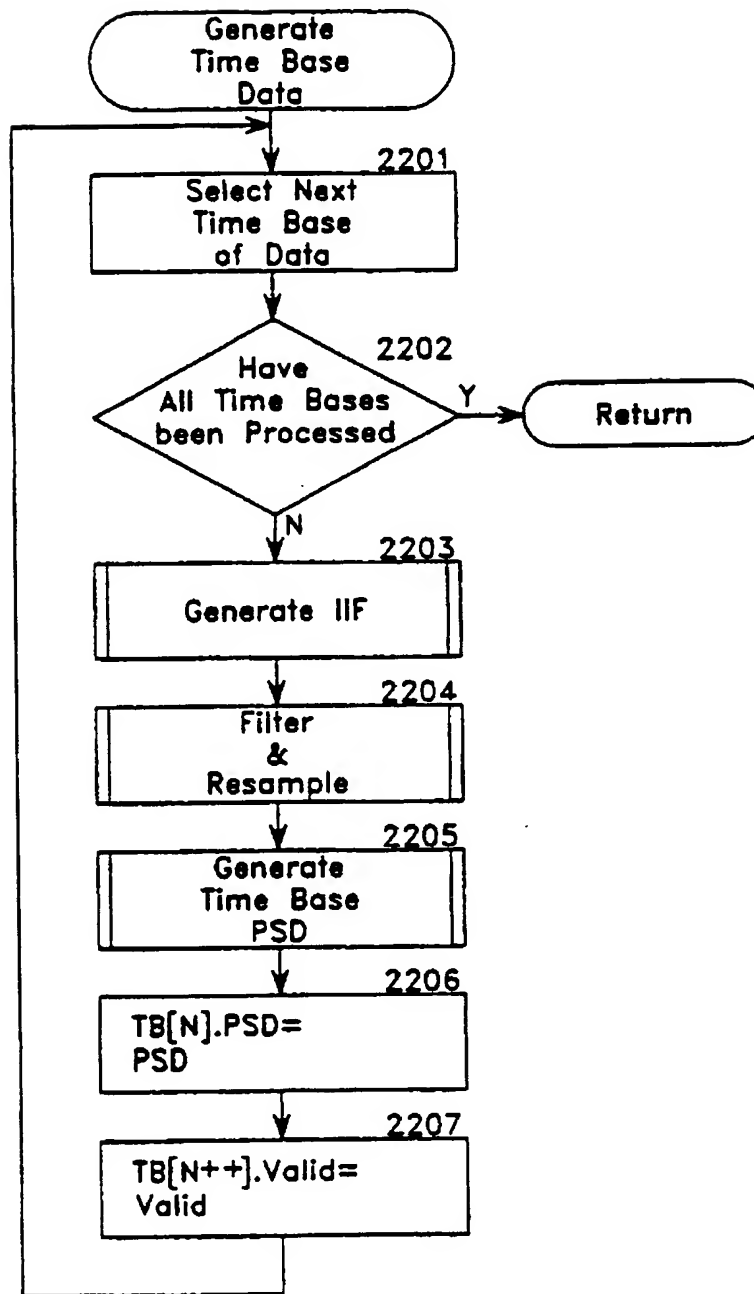 Generate
Time Base
Data
2201
Select Next
Time Base
of Data
2202
Have
All Time Bases
been Processed
Y
Return
N
2203
Generate IIF
2204
Filter
&
Resample
2205
Generate
Time Base
PSD
2206
TB[N].PSD=
PSD
2207
TB[N++].Valid=
Valid